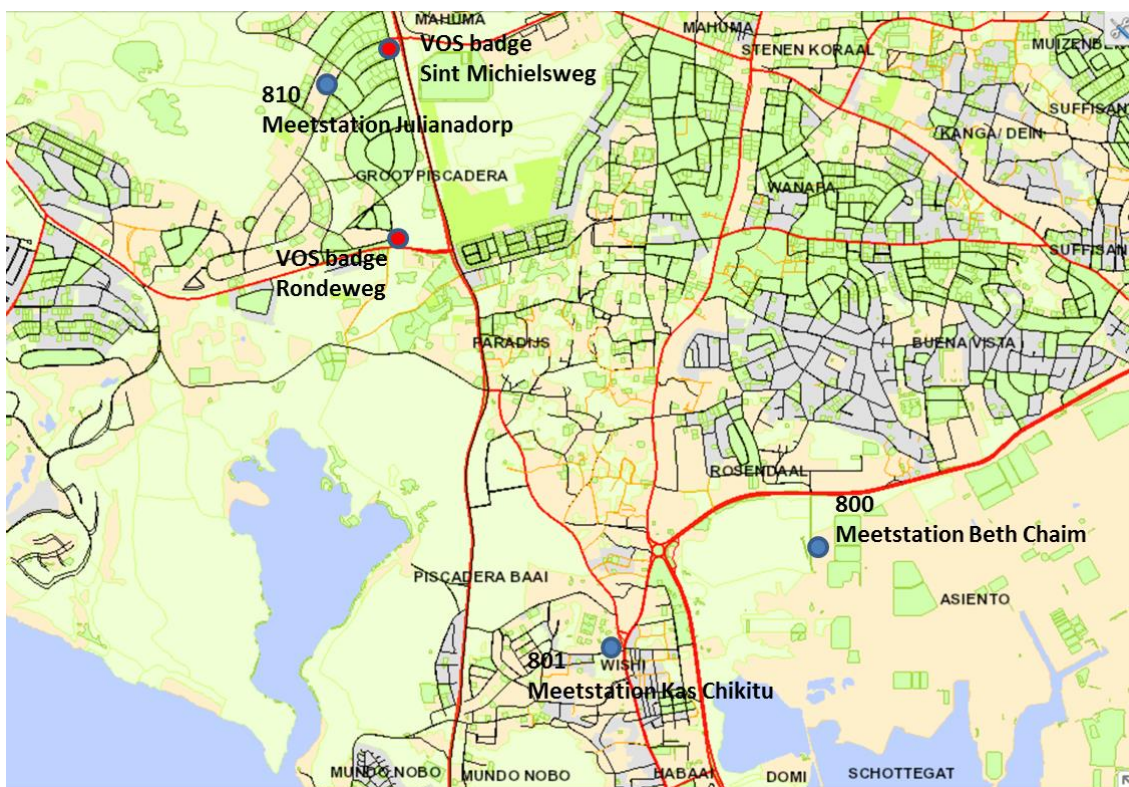 MAHUMA
VOS badge
Sint Michielsweg
MAHUMA
STENEN KORAAL
MUIZENBER
810
Meetstation Julianadorp
SUFFISANT
KANGA/ DEIN
GROOT PISCADERA
WANAPA
VOS badge
Rondeweg
SUFFISAN
PARADIJS
BUENA VISTA
ROSENDAAL
800
Meetstation Beth Chaim
PISCADERA BAAI
ASIENTO
801
WISHI
Meetstation Kas Chikitu
MUNDO NOBO
MUNDO NOBO
HABAAI
DOMI
SCHOTTEGAT